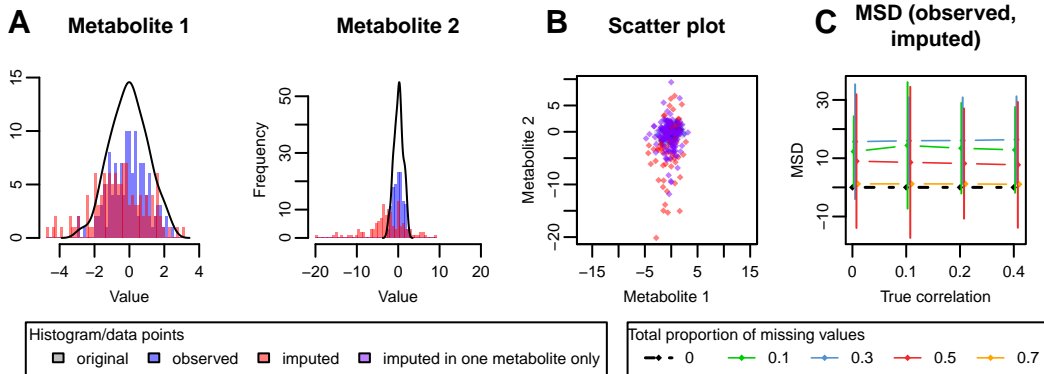 A
Metabolite 1
Metabolite 2
B
Scatter plot
C
MSD (observed,
imputed)
15
10
5
0
−4
−2
0
2
4
Value
Frequency
50
30
10
0
−20
−10
0
10
20
Value
Metabolite 2
5
0
−10
−20
−15
−5
5
15
Metabolite 1
MSD
30
10
−10
0
0.1
0.2
0.4
True correlation
Histogram/data points
original observed imputed imputed in one metabolite only
Total proportion of missing values
0 0.1 0.3 0.5 0.7